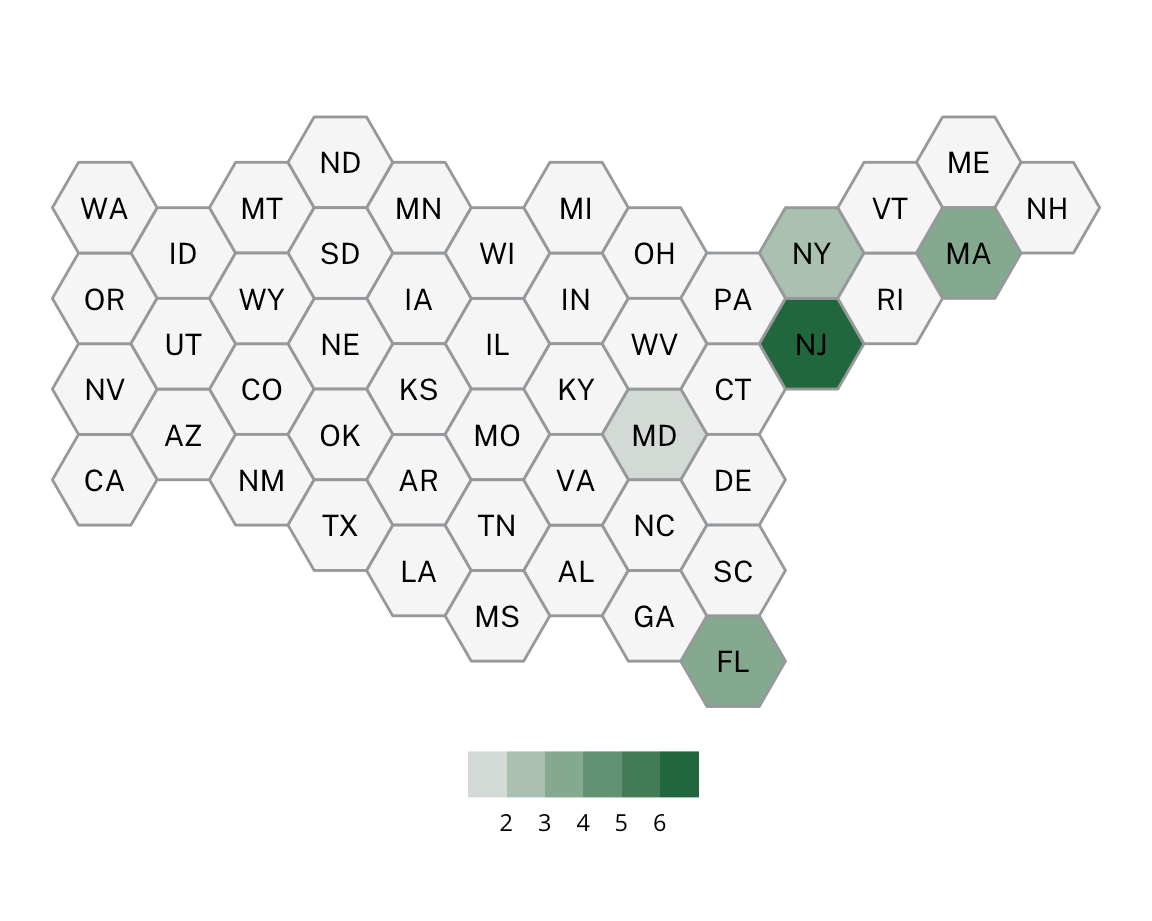 ND ME
WA MT MN MI VT NH
ID SD WI OH NY MA
OR WY IA IN PA RI
UT NE IL WV NJ
NV CO KS KY CT
AZ OK MO MD
CA NM AR VA DE
TX TN NC
LA AL SC
MS GA
FL
2 3 4 5 6